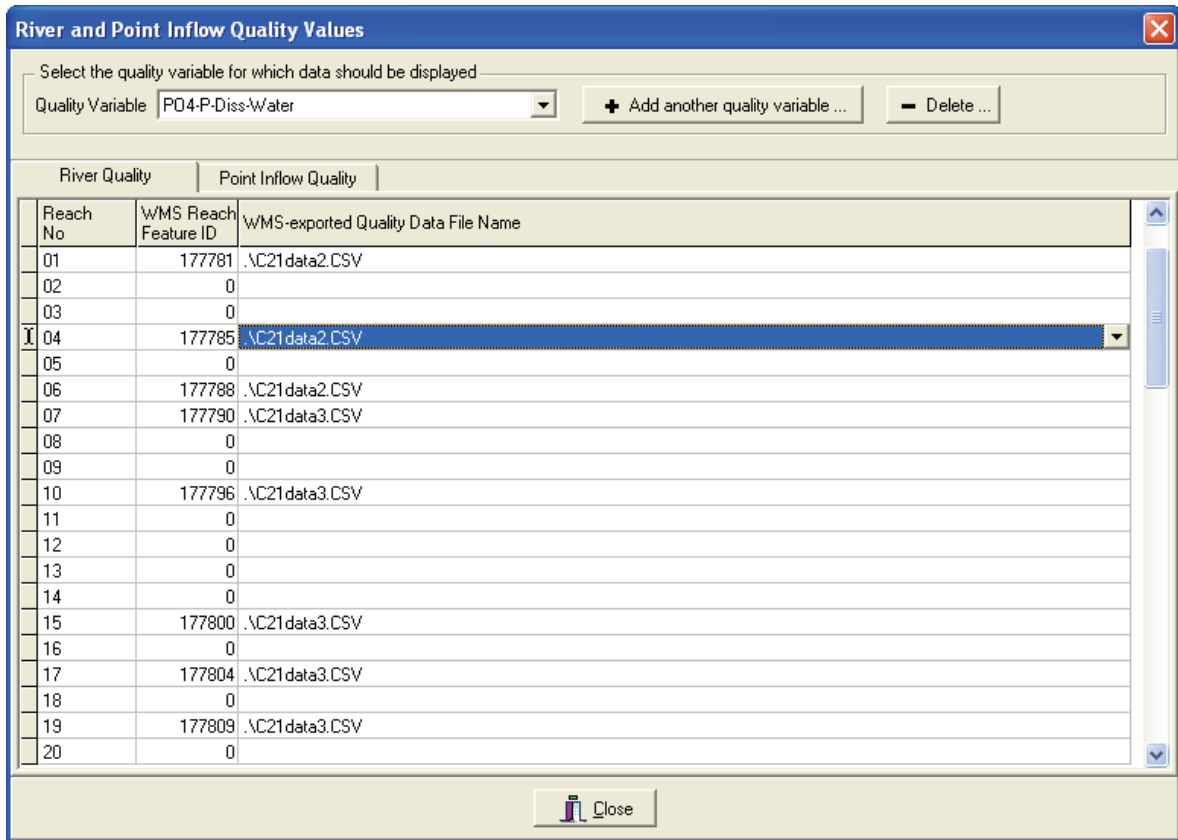 River and Point Inflow Quality Values
Select the quality variable for which data should be displayed
Quality Variable PO4-P-Diss-Water + Add another quality variable ... − Delete ...
River Quality Point Inflow Quality
Reach No WMS Reach Feature ID WMS-exported Quality Data File Name
01 177781 .\C21data2.CSV
02 0
03 0
04 177785 .\C21data2.CSV
05 0
06 177788 .\C21data2.CSV
07 177790 .\C21data3.CSV
08 0
09 0
10 177796 .\C21data3.CSV
11 0
12 0
13 0
14 0
15 177800 .\C21data3.CSV
16 0
17 177804 .\C21data3.CSV
18 0
19 177809 .\C21data3.CSV
20 0
Close